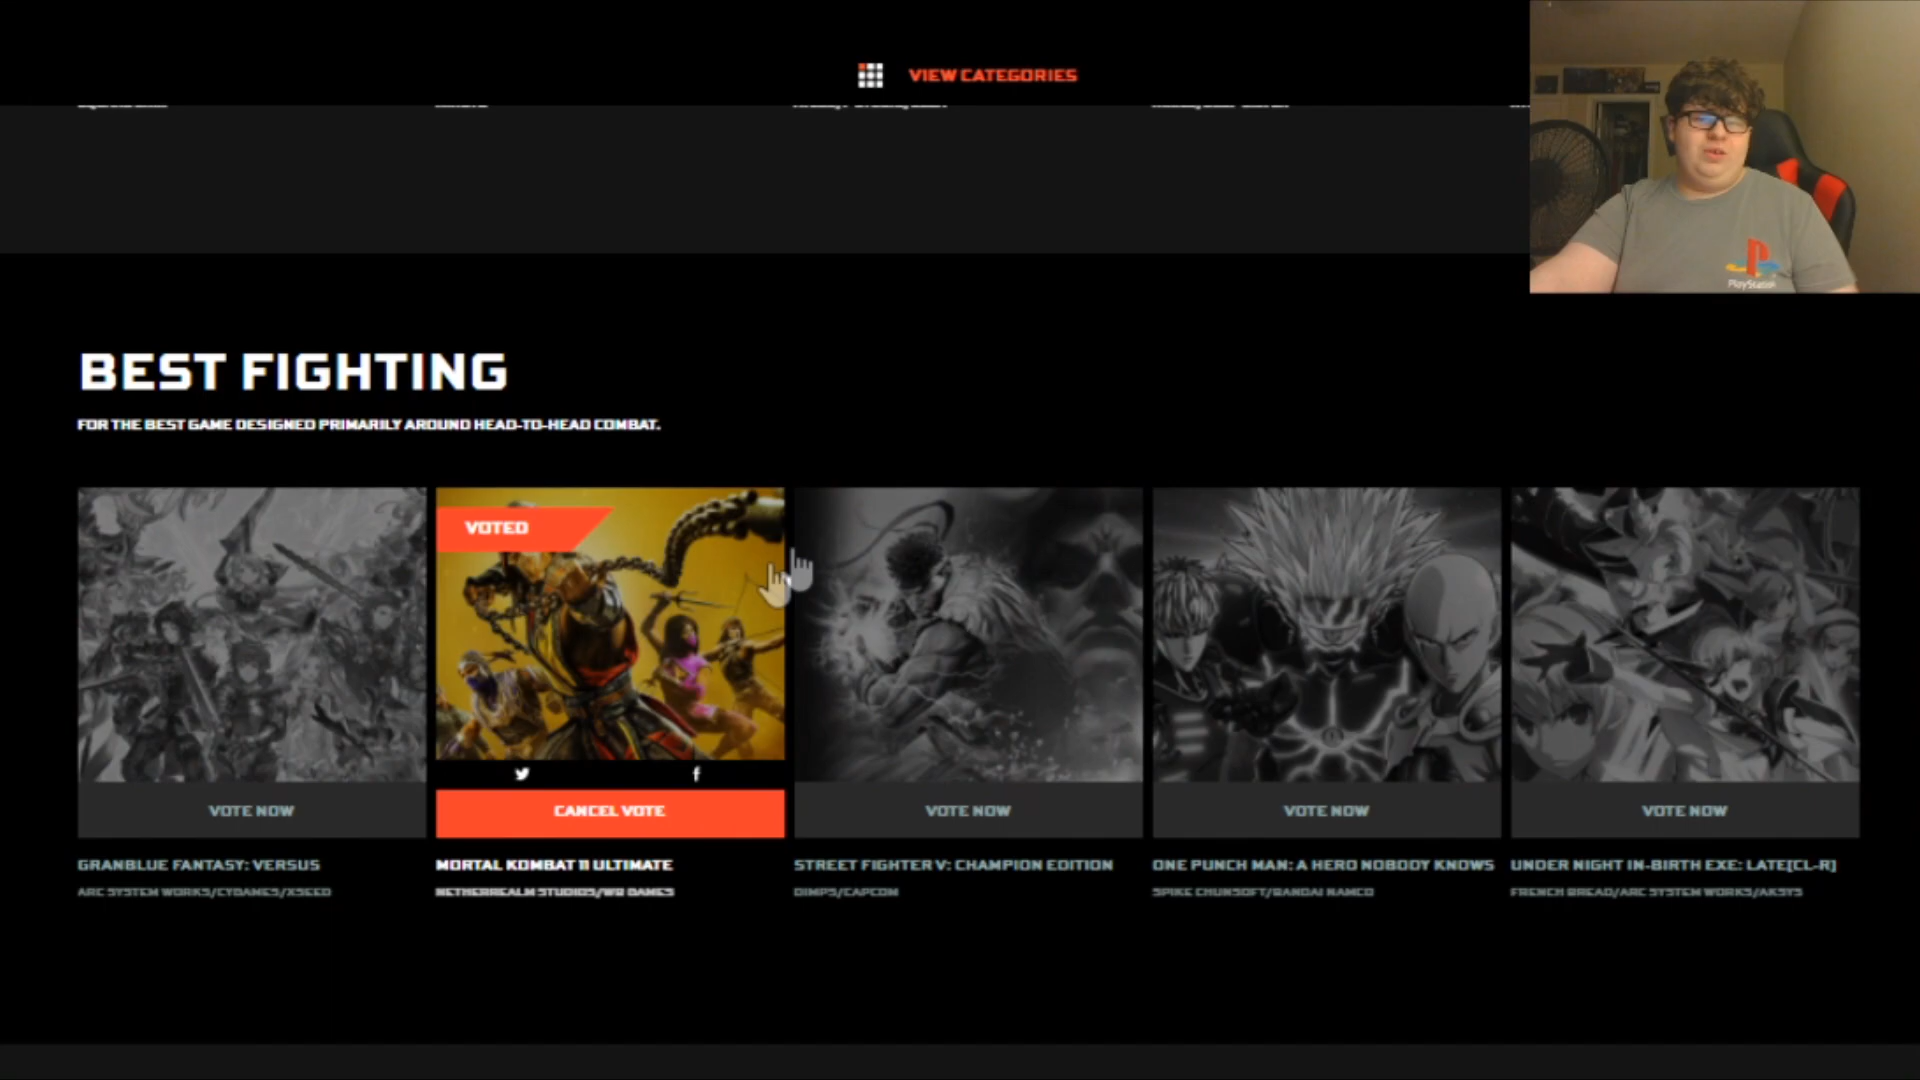 VIEW CATEGORIES
PlayStation
BEST FIGHTING
FOR THE BEST GAME DESIGNED PRIMARILY AROUND HEAD-TO-HEAD COMBAT.
VOTED
VOTE NOW
CANCEL VOTE
VOTE NOW
VOTE NOW
VOTE NOW
GRANBLUE FANTASY: VERSUS
MORTAL KOMBAT 11 ULTIMATE
STREET FIGHTER V: CHAMPION EDITION
ONE PUNCH MAN: A HERO NOBODY KNOWS
UNDER NIGHT IN-BIRTH EXE: LATE[CL-R]
ARC SYSTEM WORKS/CYGAMES/XSEED
NETHERREALM STUDIOS/WB GAMES
DIMPS/CAPCOM
SPIKE CHUNSOFT/BANDAI NAMCO
FRENCH BREAD/ARC SYSTEM WORKS/AKSYS